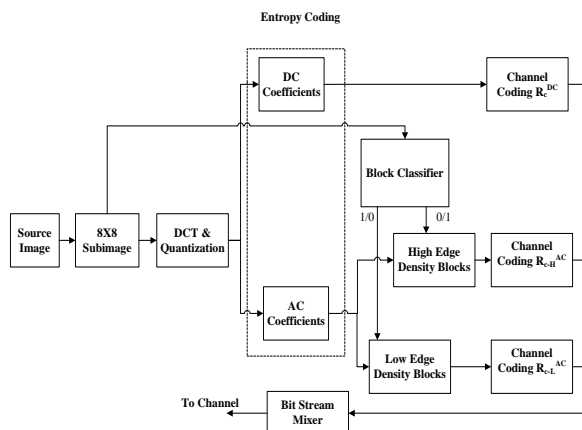 Entropy Coding
DC
Coefficients
Channel
Coding R_c^DC
Block Classifier
1/0
0/1
Source
Image
8X8
Subimage
DCT &
Quantization
High Edge
Density Blocks
Channel
Coding R_c-H^AC
AC
Coefficients
Low Edge
Density Blocks
Channel
Coding R_c-L^AC
To Channel
Bit Stream
Mixer